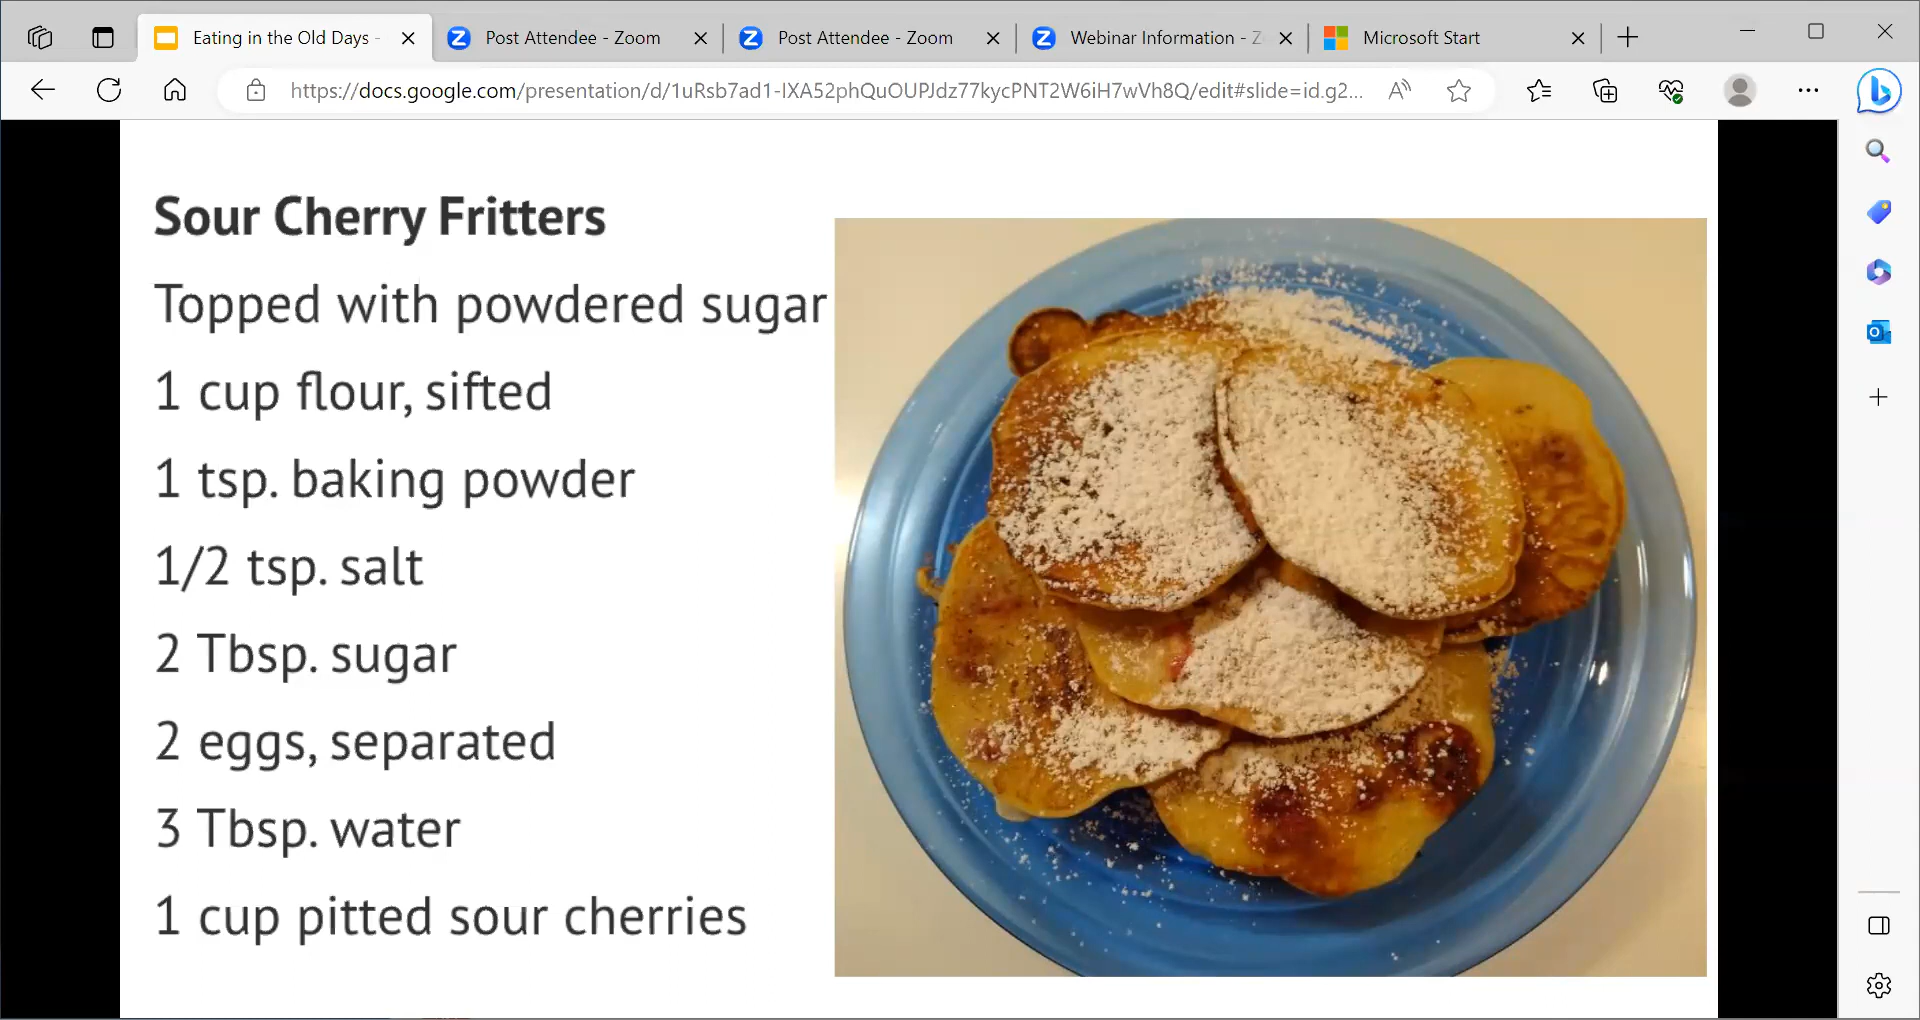 Eating in the Old Days -
Post Attendee - Zoom
Post Attendee - Zoom
Webinar Information - Z
Microsoft Start
https://docs.google.com/presentation/d/1uRsb7ad1-IXA52phQuOUPJdz77kycPNT2W6iH7wVh8Q/edit#slide=id.g2...
Sour Cherry Fritters
Topped with powdered sugar
1 cup flour, sifted
1 tsp. baking powder
1/2 tsp. salt
2 Tbsp. sugar
2 eggs, separated
3 Tbsp. water
1 cup pitted sour cherries